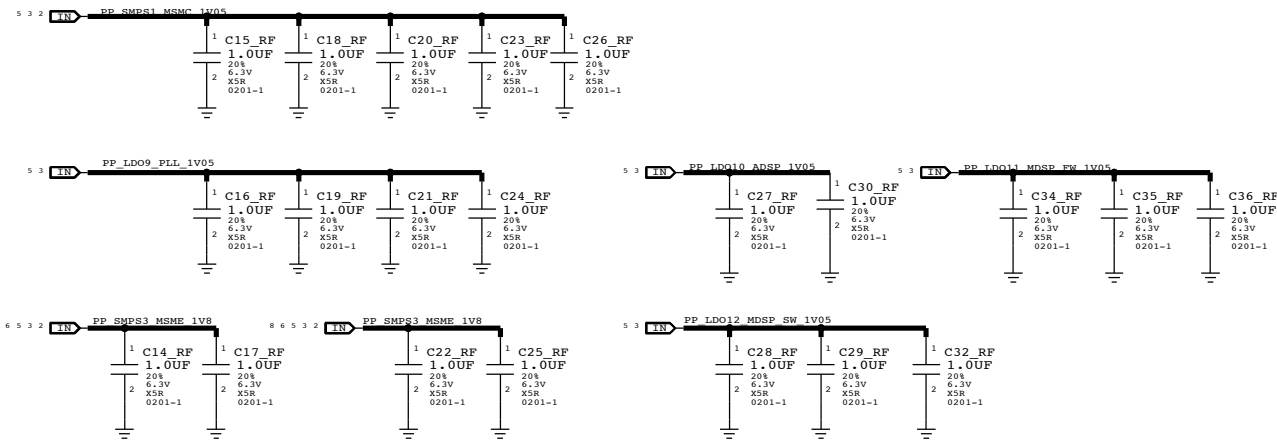 5 3 2 IN PP_SMPS1_MSMC_1V05
1 C15_RF 1 C18_RF 1 C20_RF 1 C23_RF 1 C26_RF
1.0UF 1.0UF 1.0UF 1.0UF 1.0UF
20% 20% 20% 20% 20%
2 6.3V 2 6.3V 2 6.3V 2 6.3V 2 6.3V
X5R X5R X5R X5R X5R
0201-1 0201-1 0201-1 0201-1 0201-1
5 3 IN PP_LDO9_PLL_1V05 5 3 IN PP_LDO10_ADSP_1V05 5 3 IN PP_LDO11_MDSP_FW_1V05
1 C16_RF 1 C19_RF 1 C21_RF 1 C24_RF 1 C27_RF 1 C30_RF 1 C34_RF 1 C35_RF 1 C36_RF
1.0UF 1.0UF 1.0UF 1.0UF 1.0UF 1.0UF 1.0UF 1.0UF 1.0UF
20% 20% 20% 20% 20% 20% 20% 20% 20%
2 6.3V 2 6.3V 2 6.3V 2 6.3V 2 6.3V 2 6.3V 2 6.3V 2 6.3V 2 6.3V
X5R X5R X5R X5R X5R X5R X5R X5R X5R
0201-1 0201-1 0201-1 0201-1 0201-1 0201-1 0201-1 0201-1 0201-1
6 5 3 2 IN PP_SMPS3_MSME_1V8 8 6 5 3 2 IN PP_SMPS3_MSME_1V8 5 3 IN PP_LDO12_MDSP_SW_1V05
1 C14_RF 1 C17_RF 1 C22_RF 1 C25_RF 1 C28_RF 1 C29_RF 1 C32_RF
1.0UF 1.0UF 1.0UF 1.0UF 1.0UF 1.0UF 1.0UF
20% 20% 20% 20% 20% 20% 20%
2 6.3V 2 6.3V 2 6.3V 2 6.3V 2 6.3V 2 6.3V 2 6.3V
X5R X5R X5R X5R X5R X5R X5R
0201-1 0201-1 0201-1 0201-1 0201-1 0201-1 0201-1